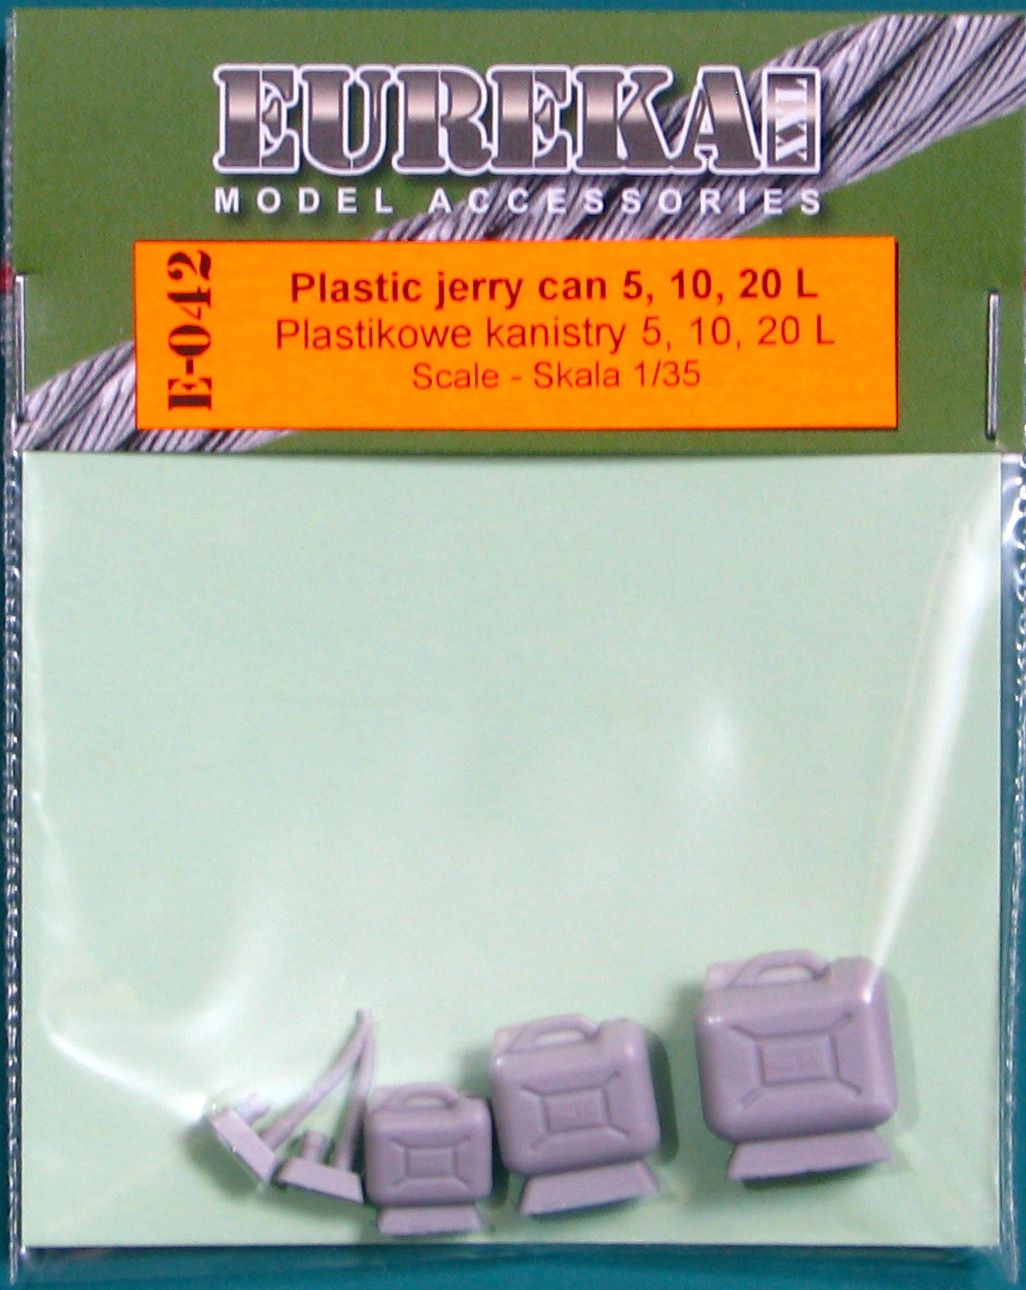 EUREKA XXL
MODEL ACCESSORIES
E-042
Plastic jerry can 5, 10, 20 L
Plastikowe kanistry 5, 10, 20 L
Scale - Skala 1/35